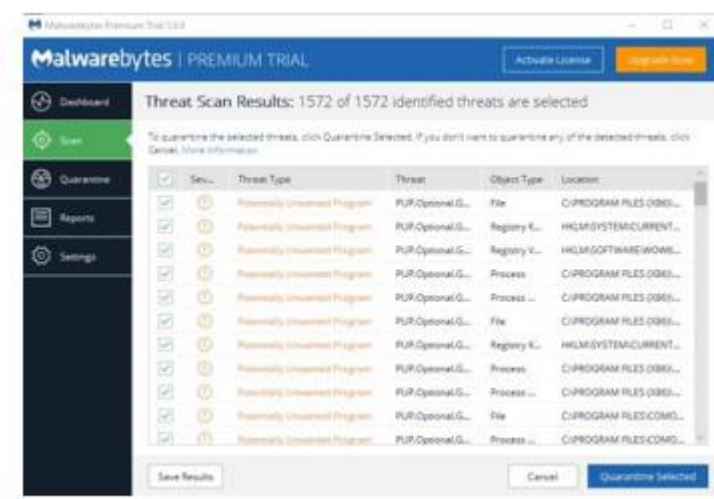 Malwarebytes Premium Trial
Malwarebytes | PREMIUM TRIAL
Activate License
Upgrade Now
Dashboard
Scan
Quarantine
Reports
Settings
Threat Scan Results: 1572 of 1572 identified threats are selected
To quarantine the selected threats, click Quarantine Selected. If you don't want to quarantine any of the detected threats, click
Cancel. More information
Sev... Threat Type Threat Object Type Location
Potentially Unwanted Program PUP.Optional.G... File C:\PROGRAM FILES (X86)\...
Potentially Unwanted Program PUP.Optional.G... Registry K... HKLM\SYSTEM\CURRENT...
Potentially Unwanted Program PUP.Optional.G... Registry V... HKLM\SOFTWARE\WOW6...
Potentially Unwanted Program PUP.Optional.G... Process C:\PROGRAM FILES (X86)\...
Potentially Unwanted Program PUP.Optional.G... Process ... C:\PROGRAM FILES (X86)\...
Potentially Unwanted Program PUP.Optional.G... File C:\PROGRAM FILES (X86)\...
Potentially Unwanted Program PUP.Optional.G... Registry K... HKLM\SYSTEM\CURRENT...
Potentially Unwanted Program PUP.Optional.G... Process C:\PROGRAM FILES (X86)\...
Potentially Unwanted Program PUP.Optional.G... Process ... C:\PROGRAM FILES (X86)\...
Potentially Unwanted Program PUP.Optional.G... File C:\PROGRAM FILES\COMO...
Potentially Unwanted Program PUP.Optional.G... Process ... C:\PROGRAM FILES\COMO...
Save Results
Cancel
Quarantine Selected